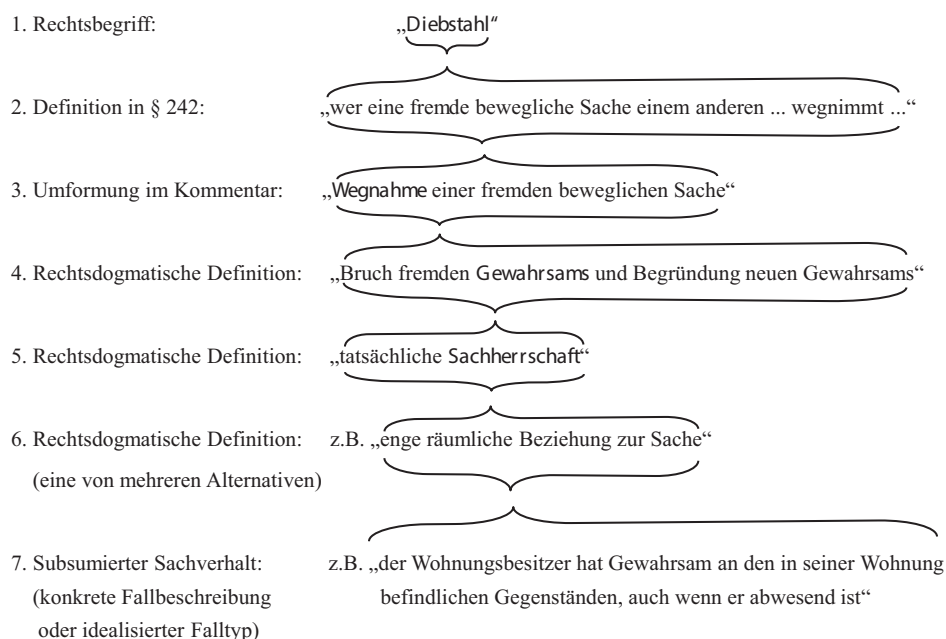 1. Rechtsbegriff: „Diebstahl“
2. Definition in § 242: „wer eine fremde bewegliche Sache einem anderen ... wegnimmt ...“
3. Umformung im Kommentar: „Wegnahme einer fremden beweglichen Sache“
4. Rechtsdogmatische Definition: „Bruch fremden Gewahrsams und Begründung neuen Gewahrsams“
5. Rechtsdogmatische Definition: „tatsächliche Sachherrschaft“
6. Rechtsdogmatische Definition: z.B. „enge räumliche Beziehung zur Sache“
(eine von mehreren Alternativen)
7. Subsumierter Sachverhalt: z.B. „der Wohnungsbesitzer hat Gewahrsam an den in seiner Wohnung
(konkrete Fallbeschreibung befindlichen Gegenständen, auch wenn er abwesend ist“
oder idealisierter Falltyp)